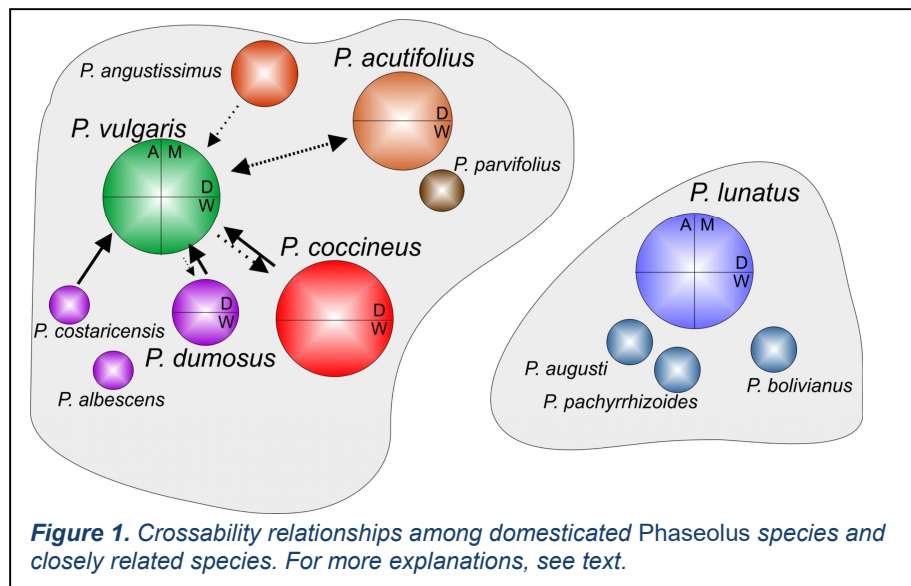 P. angustissimus
P. acutifolius
D
W
P. vulgaris
A M
D
W
P. parvifolius
P. lunatus
A M
D
W
P. coccineus
D
W
P. costaricensis
D
W
P. dumosus
P. albescens
P. augusti
P. pachyrrhizoides
P. bolivianus
Figure 1. Crossability relationships among domesticated Phaseolus species and
closely related species. For more explanations, see text.